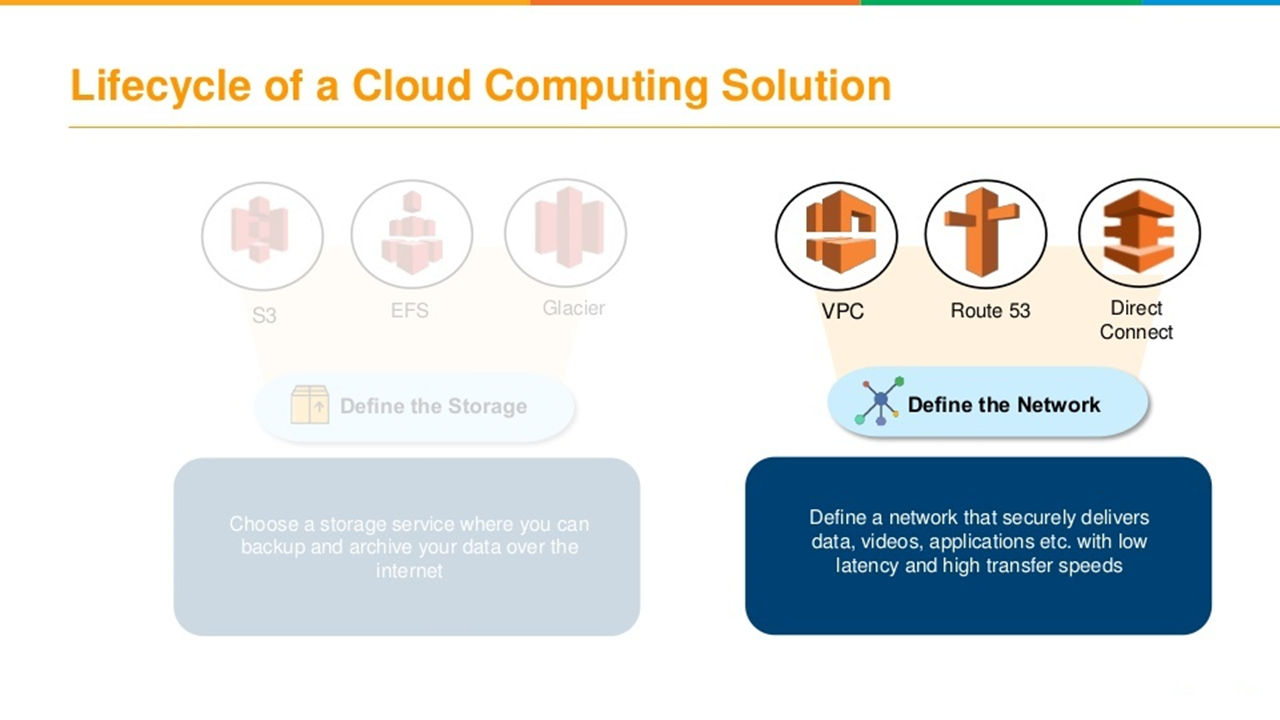 Lifecycle of a Cloud Computing Solution
S3
EFS
Glacier
Define the Storage
Choose a storage service where you can
backup and archive your data over the
internet
VPC
Route 53
Direct
Connect
Define the Network
Define a network that securely delivers
data, videos, applications etc. with low
latency and high transfer speeds